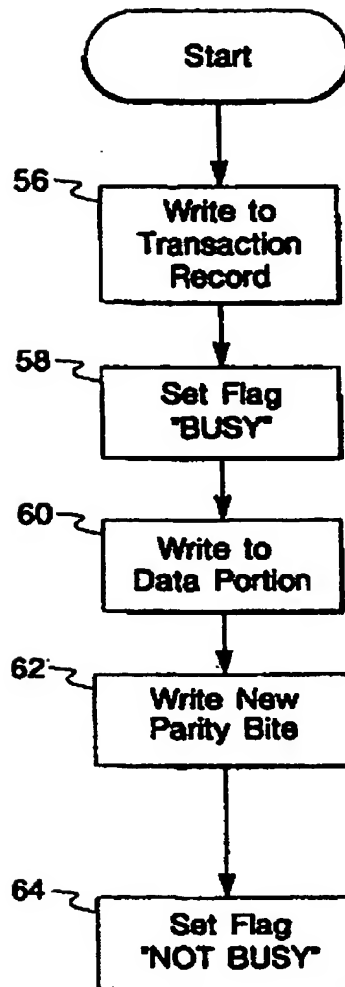 Start
56
Write to
Transaction
Record
58
Set Flag
"BUSY"
60
Write to
Data Portion
62
Write New
Parity Bite
64
Set Flag
"NOT BUSY"